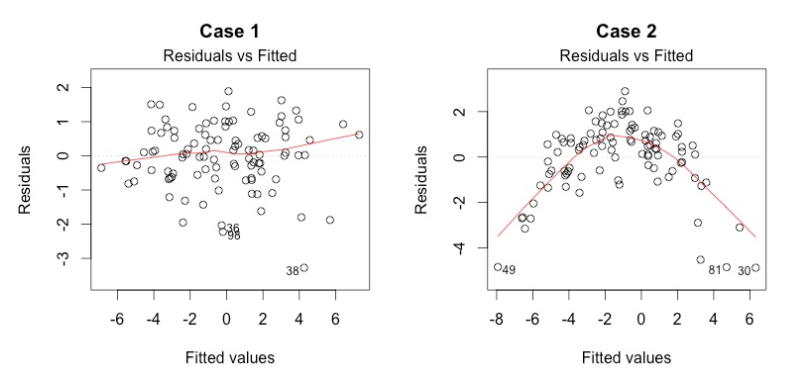 Case 1
Residuals vs Fitted
Residuals
2
1
0
-1
-2
-3
36
98
38
-6 -4 -2 0 2 4 6
Fitted values
Case 2
Residuals vs Fitted
Residuals
2
0
-2
-4
49
81
30
-8 -6 -4 -2 0 2 4 6
Fitted values